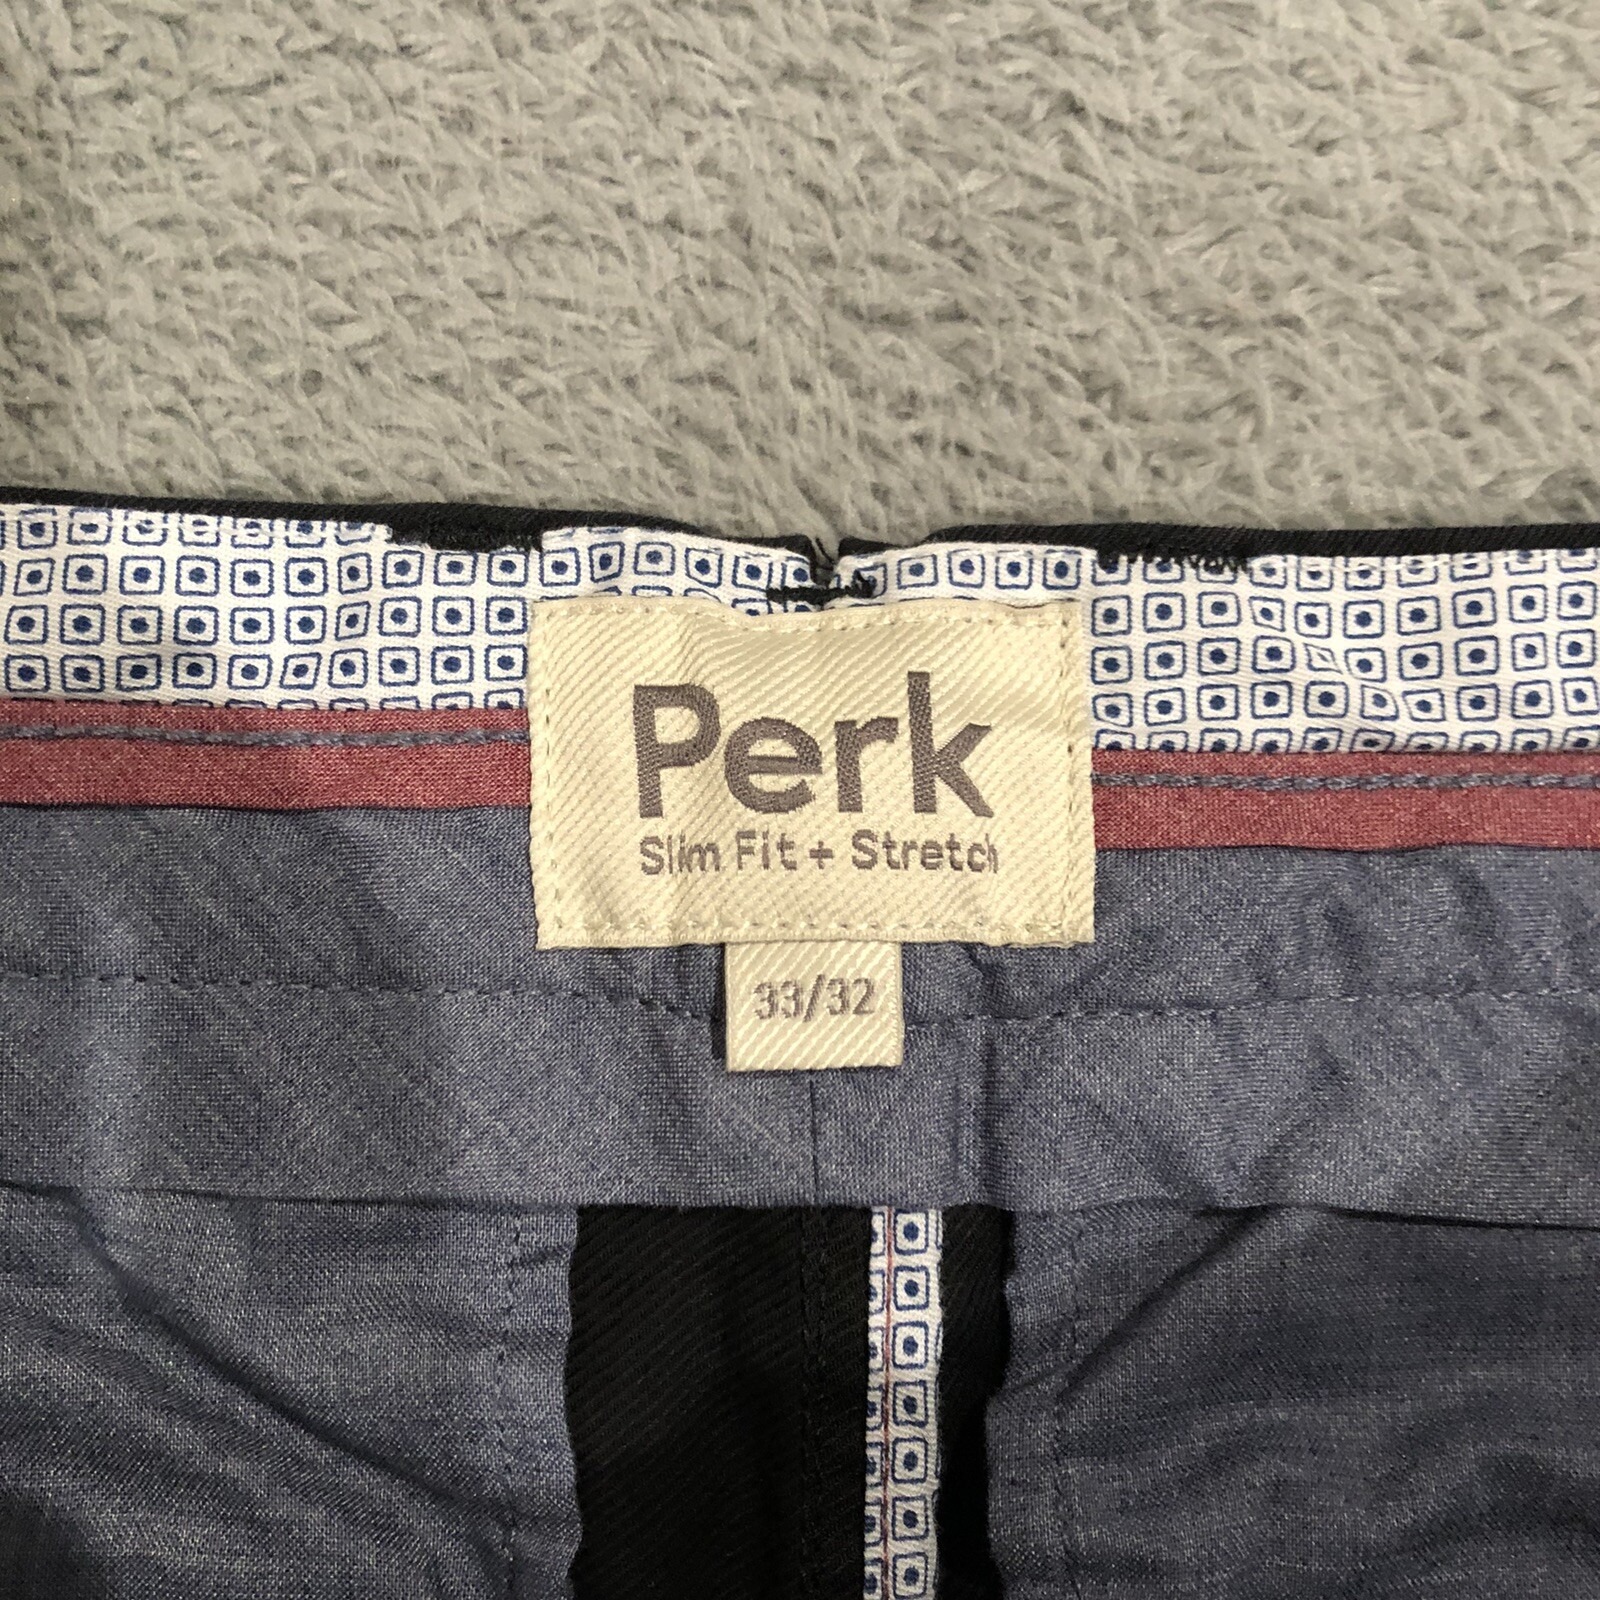 Perk
Slim Fit + Stretch
33/32